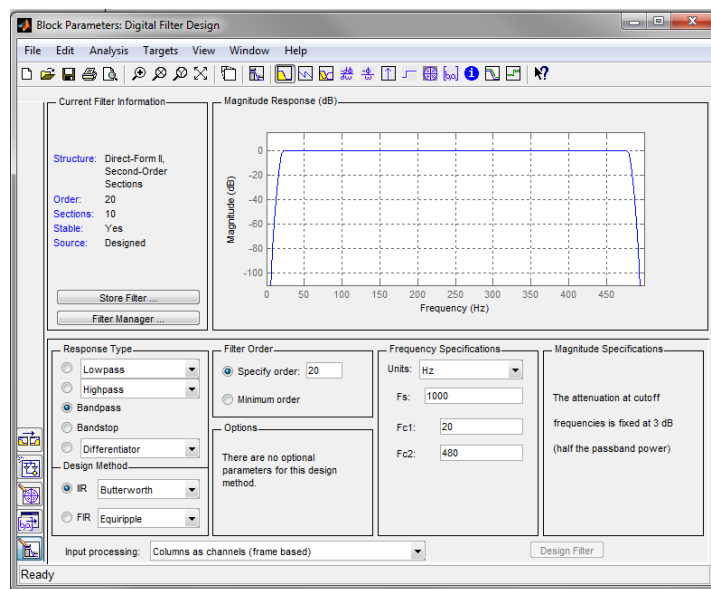 Block Parameters: Digital Filter Design
File Edit Analysis Targets View Window Help
Current Filter Information
Structure: Direct-Form II,
Second-Order
Sections
Order: 20
Sections: 10
Stable: Yes
Source: Designed
Store Filter ...
Filter Manager ...
Magnitude Response (dB)
Magnitude (dB)
0
-20
-40
-60
-80
-100
0 50 100 150 200 250 300 350 400 450
Frequency (Hz)
Response Type
Lowpass
Highpass
Bandpass
Bandstop
Differentiator
Design Method
IIR Butterworth
FIR Equiripple
Filter Order
Specify order: 20
Minimum order
Options
There are no optional
parameters for this design
method.
Frequency Specifications
Units: Hz
Fs: 1000
Fc1: 20
Fc2: 480
Magnitude Specifications
The attenuation at cutoff
frequencies is fixed at 3 dB
(half the passband power)
Input processing: Columns as channels (frame based)
Design Filter
Ready